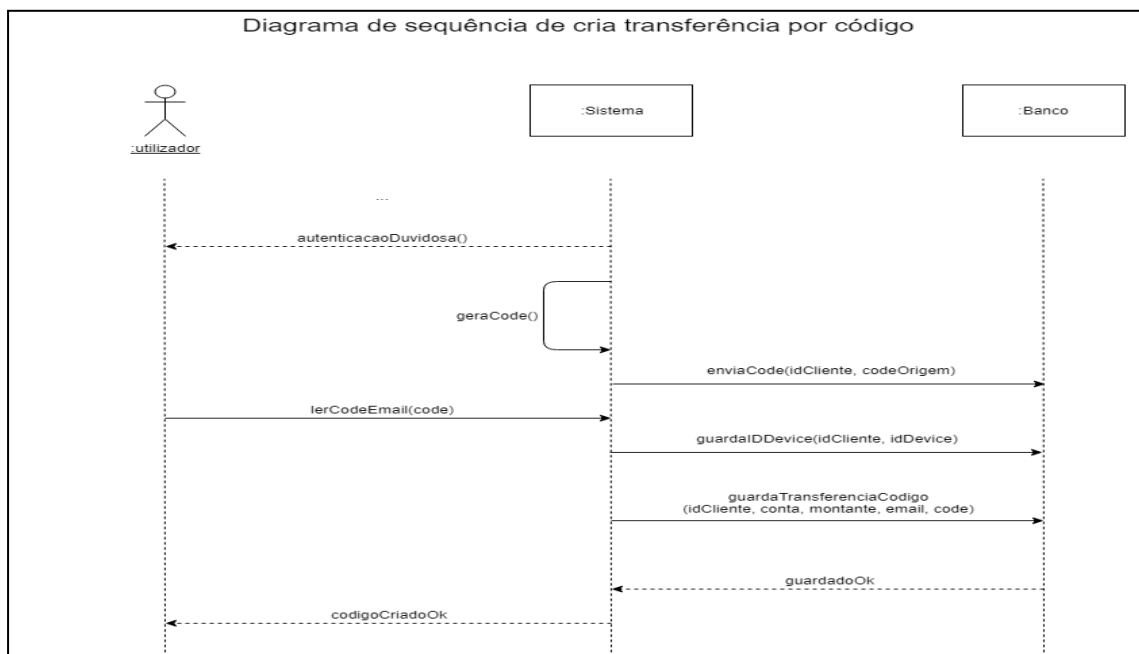 Diagrama de sequência de cria transferência por código
:utilizador
:Sistema
:Banco
...
autenticacaoDuvidosa()
geraCode()
enviaCode(idCliente, codeOrigem)
lerCodeEmail(code)
guardaIDDevice(idCliente, idDevice)
guardaTransferenciaCodigo
(idCliente, conta, montante, email, code)
guardadoOk
codigoCriadoOk